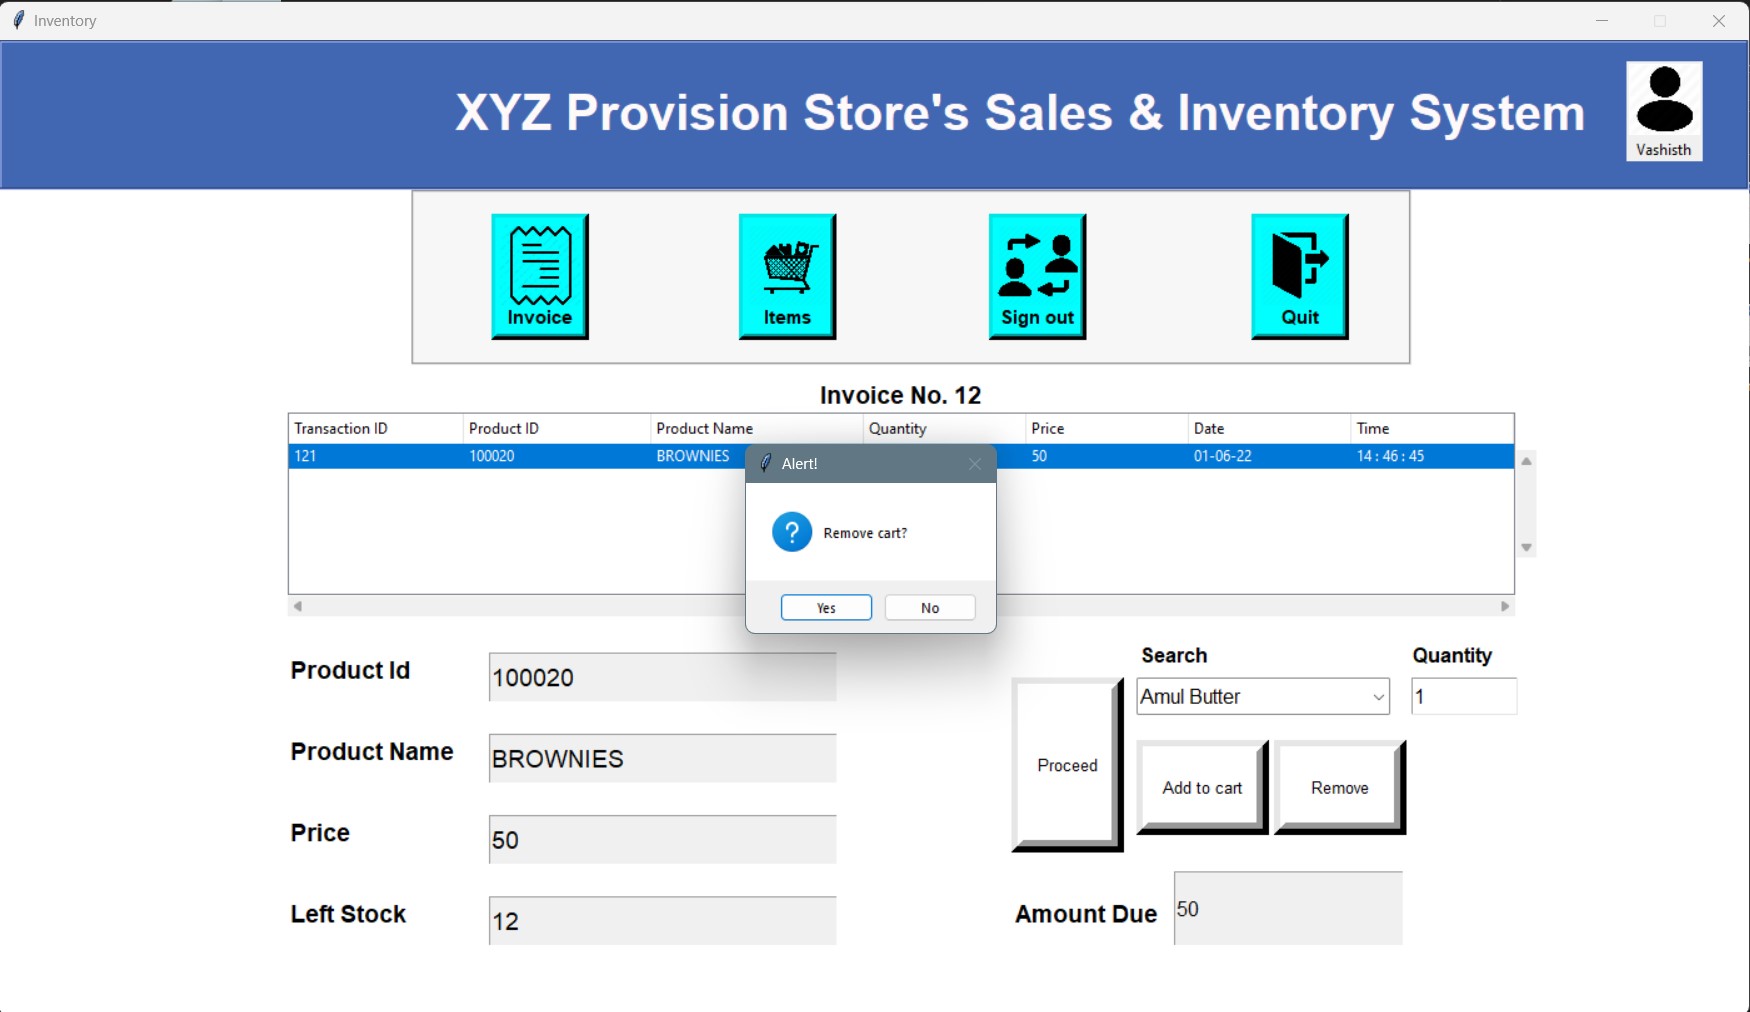 Inventory
XYZ Provision Store's Sales & Inventory System
Vashisth
Invoice
Items
Sign out
Quit
Invoice No. 12
Transaction ID Product ID Product Name Quantity Price Date Time
121 100020 BROWNIES 50 01-06-22 14 : 46 : 45
Alert!
?
Remove cart?
Yes No
Product Id 100020
Product Name BROWNIES
Price 50
Left Stock 12
Search Quantity
Amul Butter 1
Proceed
Add to cart Remove
Amount Due 50